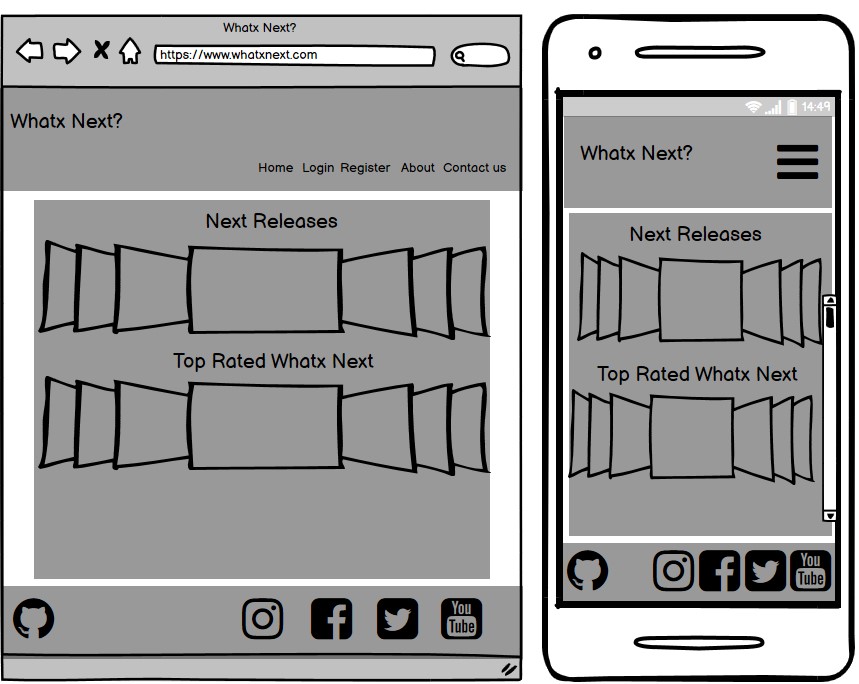 Whatx Next?
https://www.whatxnext.com
Whatx Next?
Home Login Register About Contact us
Next Releases
Top Rated Whatx Next
You
Tube
14:49
Whatx Next?
Next Releases
Top Rated Whatx Next
You
Tube